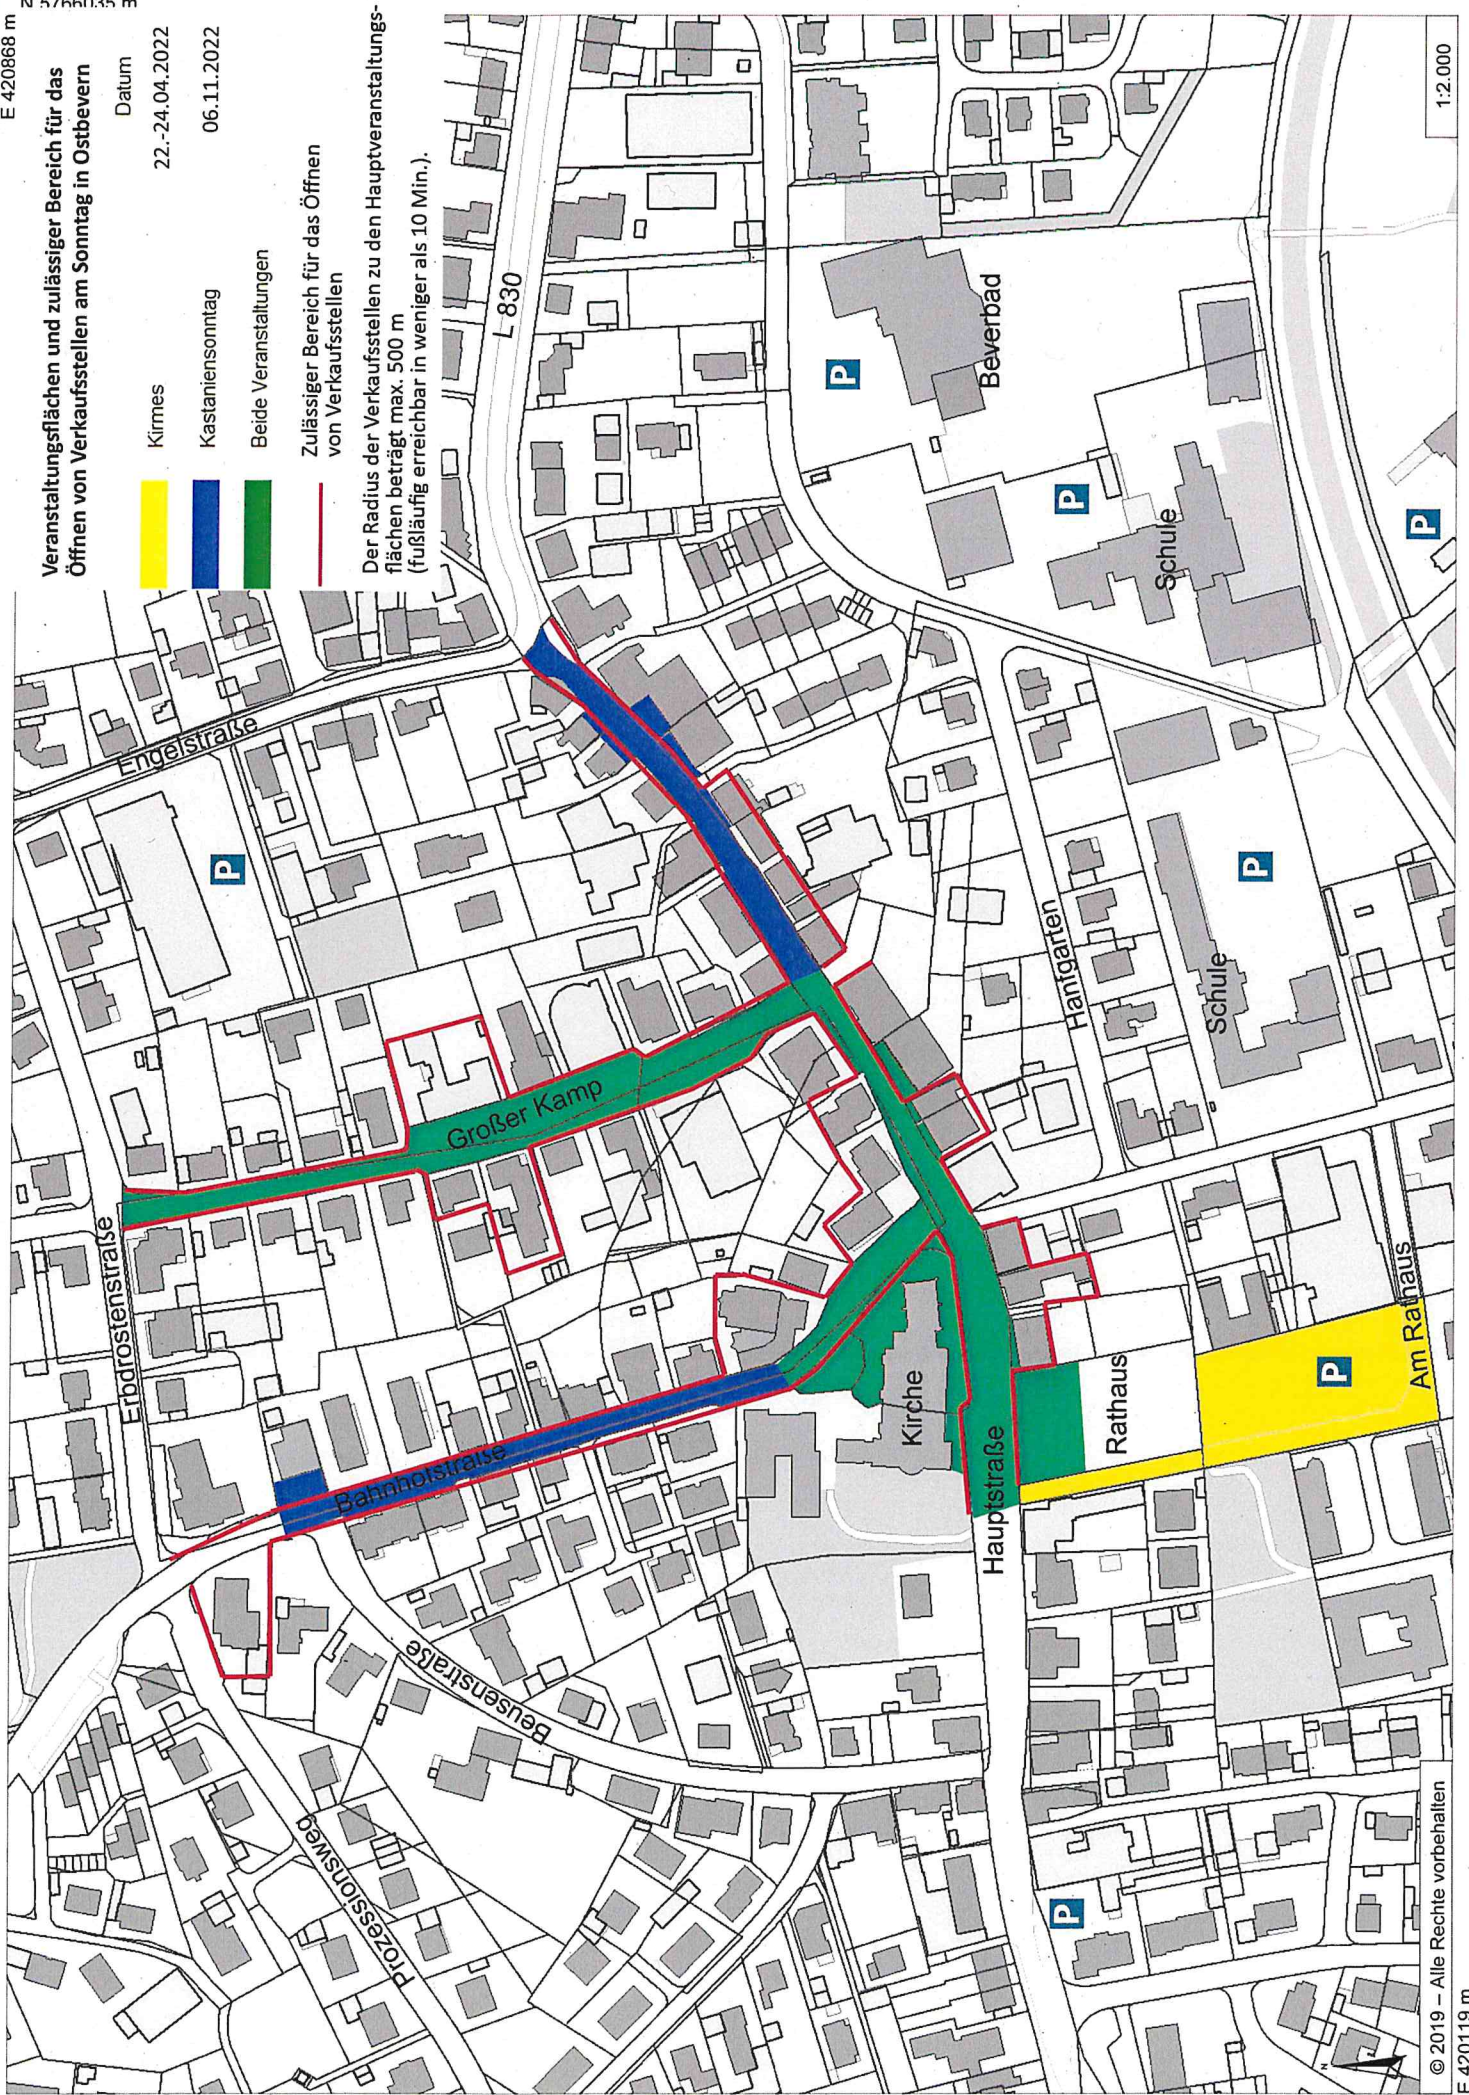 E 420868 m
N 5766035 m
Veranstaltungsflächen und zulässiger Bereich für das
Öffnen von Verkaufsstellen am Sonntag in Ostbevern
Datum
Kirmes 22.-24.04.2022
Kastaniensonntag 06.11.2022
Beide Veranstaltungen
Zulässiger Bereich für das Öffnen
von Verkaufsstellen
Der Radius der Verkaufsstellen zu den Hauptveranstaltungs-
flächen beträgt max. 500 m
(fußläufig erreichbar in weniger als 10 Min.).
Engelstraße
L 830
P
Erbdrostenstraße
Großer Kamp
P
Beverbad
Bahnhofstraße
P
Schule
P
Prozessionsweg
Beusenstraße
Kirche
Hanfgarten
Schule
P
Hauptstraße
Rathaus
P
Am Rathaus
P
N
© 2019 – Alle Rechte vorbehalten
1:2.000
E 420119 m